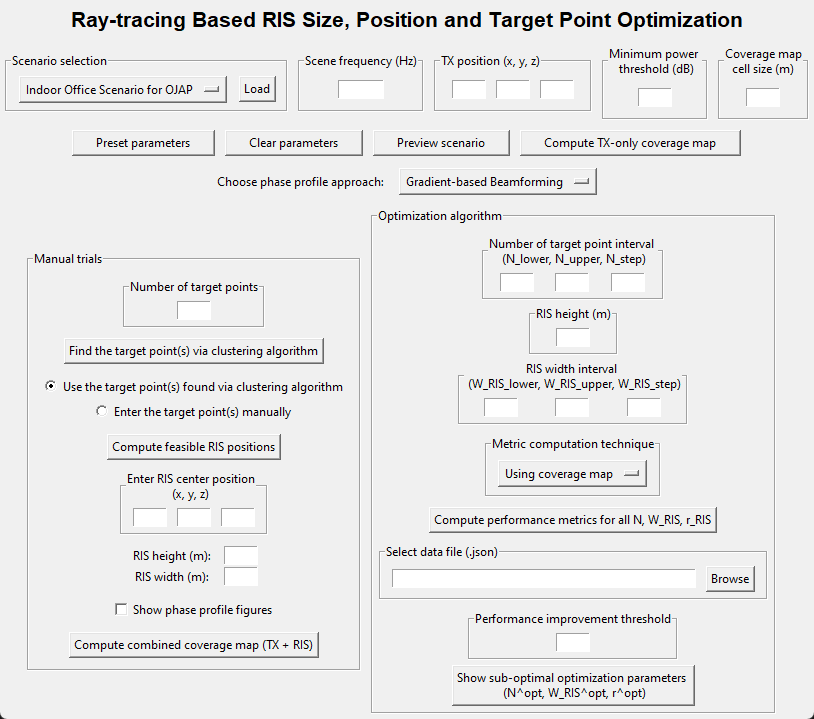 Ray-tracing Based RIS Size, Position and Target Point Optimization
Scenario selection
Indoor Office Scenario for OJAP
Load
Scene frequency (Hz)
TX position (x, y, z)
Minimum power
threshold (dB)
Coverage map
cell size (m)
Preset parameters
Clear parameters
Preview scenario
Compute TX-only coverage map
Choose phase profile approach:
Gradient-based Beamforming
Manual trials
Number of target points
Find the target point(s) via clustering algorithm
Use the target point(s) found via clustering algorithm
Enter the target point(s) manually
Compute feasible RIS positions
Enter RIS center position
(x, y, z)
RIS height (m):
RIS width (m):
Show phase profile figures
Compute combined coverage map (TX + RIS)
Optimization algorithm
Number of target point interval
(N_lower, N_upper, N_step)
RIS height (m)
RIS width interval
(W_RIS_lower, W_RIS_upper, W_RIS_step)
Metric computation technique
Using coverage map
Compute performance metrics for all N, W_RIS, r_RIS
Select data file (.json)
Browse
Performance improvement threshold
Show sub-optimal optimization parameters
(N^opt, W_RIS^opt, r^opt)